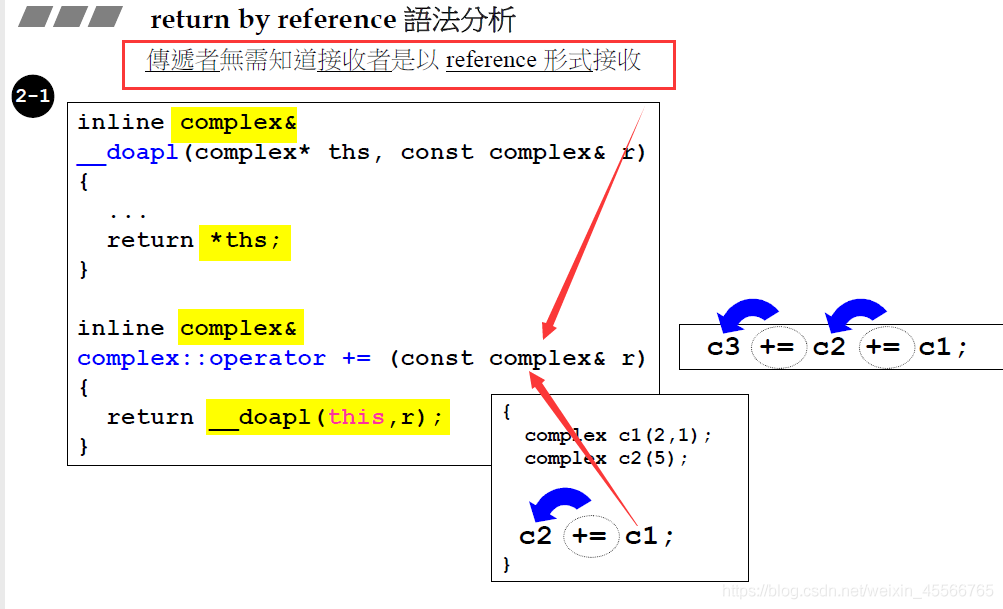 return by reference 語法分析
傳遞者無需知道接收者是以 reference 形式接收
2-1
inline complex&
__doapl(complex* ths, const complex& r)
{
...
return *ths;
}
inline complex&
complex::operator += (const complex& r)
{
return __doapl(this,r);
}
{
complex c1(2,1);
complex c2(5);
c2 += c1;
}
c3 += c2 += c1;
https://blog.csdn.net/weixin_45566765